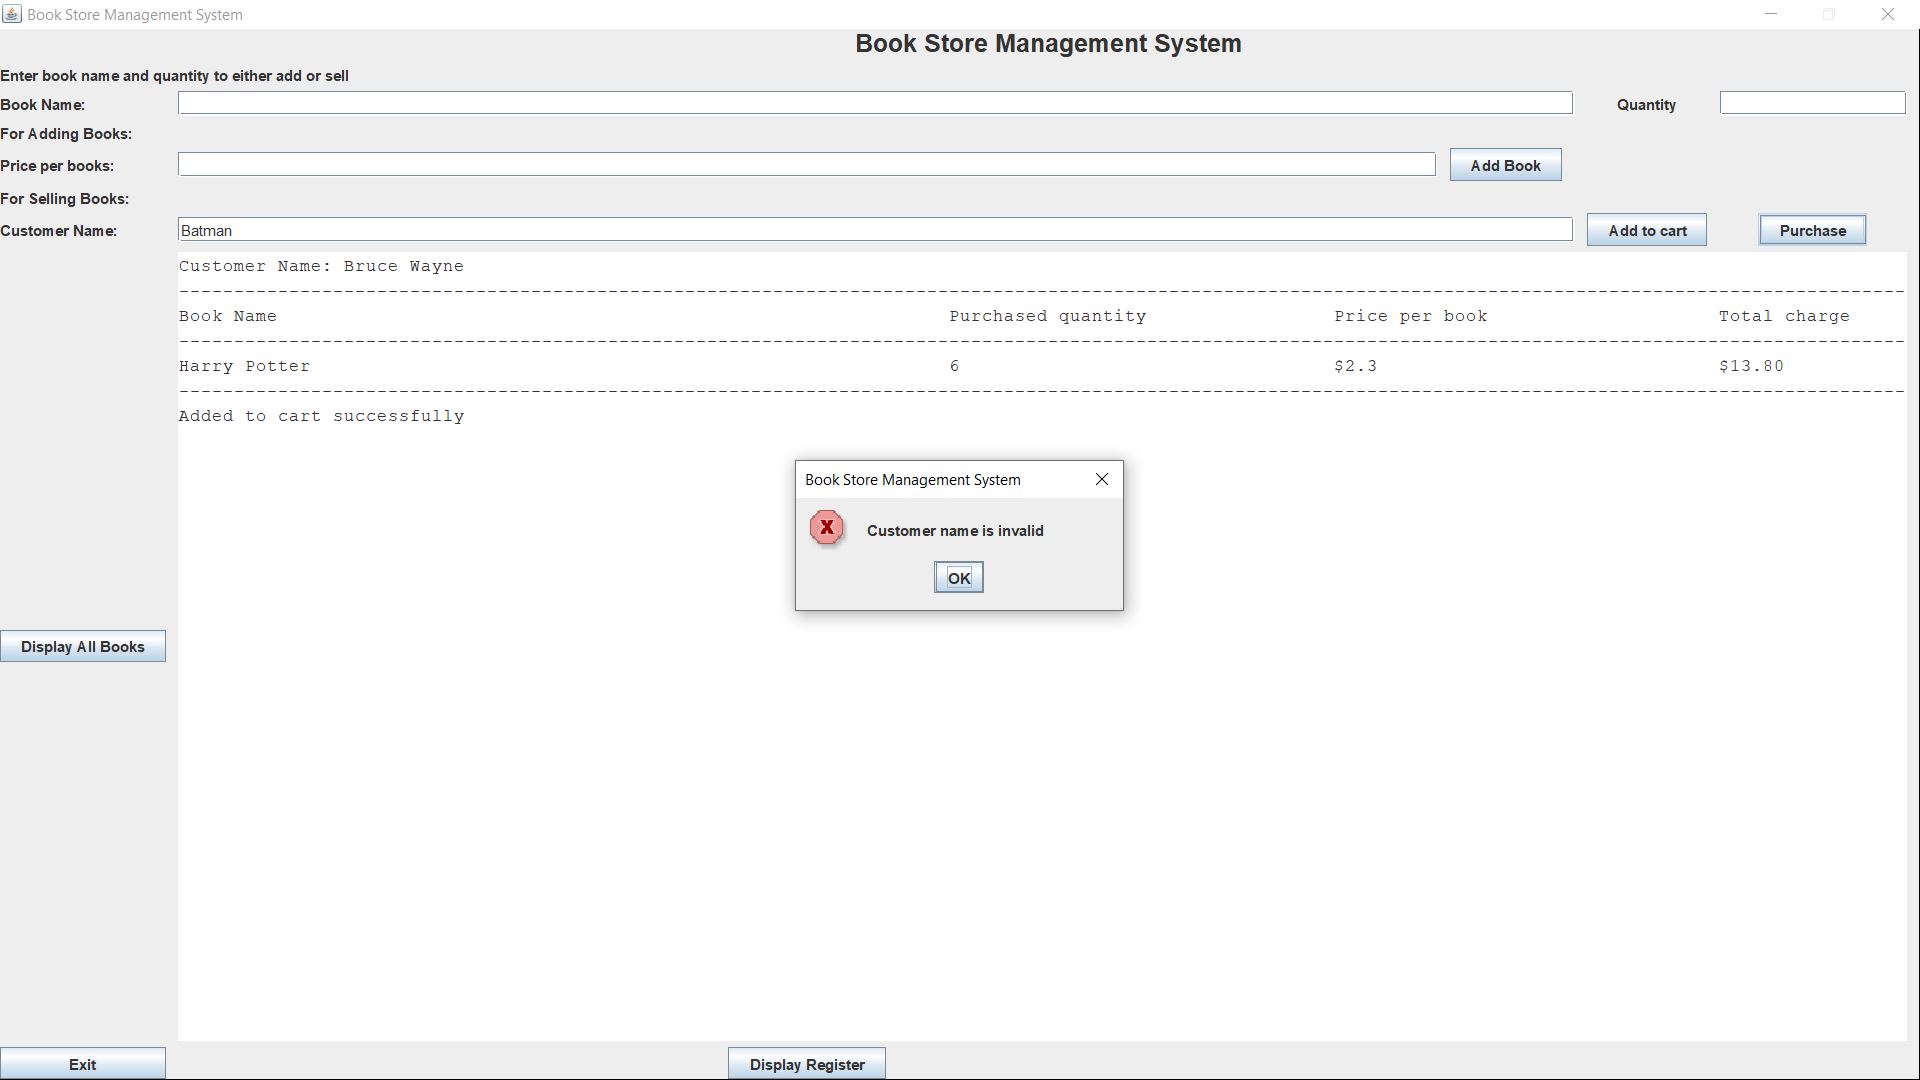 Book Store Management System
Book Store Management System
Enter book name and quantity to either add or sell
Book Name: Quantity
For Adding Books:
Price per books: Add Book
For Selling Books:
Customer Name: Batman Add to cart Purchase
Customer Name: Bruce Wayne
Book Name Purchased quantity Price per book Total charge
Harry Potter 6 $2.3 $13.80
Added to cart successfully
Book Store Management System
X Customer name is invalid
OK
Display All Books
Exit Display Register